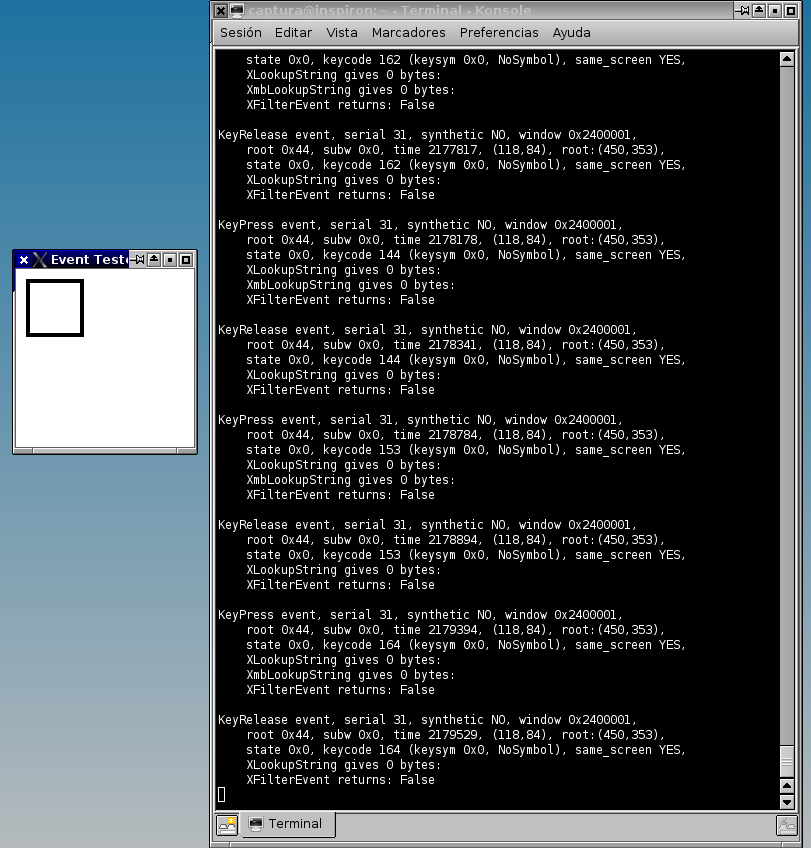 captura@inspiron:~ - Terminal - Konsole
Sesión Editar Vista Marcadores Preferencias Ayuda
state 0x0, keycode 162 (keysym 0x0, NoSymbol), same_screen YES,
XLookupString gives 0 bytes:
XmbLookupString gives 0 bytes:
XFilterEvent returns: False
KeyRelease event, serial 31, synthetic NO, window 0x2400001,
root 0x44, subw 0x0, time 2177817, (118,84), root:(450,353),
state 0x0, keycode 162 (keysym 0x0, NoSymbol), same_screen YES,
XLookupString gives 0 bytes:
XFilterEvent returns: False
KeyPress event, serial 31, synthetic NO, window 0x2400001,
root 0x44, subw 0x0, time 2178178, (118,84), root:(450,353),
state 0x0, keycode 144 (keysym 0x0, NoSymbol), same_screen YES,
XLookupString gives 0 bytes:
XmbLookupString gives 0 bytes:
XFilterEvent returns: False
KeyRelease event, serial 31, synthetic NO, window 0x2400001,
root 0x44, subw 0x0, time 2178341, (118,84), root:(450,353),
state 0x0, keycode 144 (keysym 0x0, NoSymbol), same_screen YES,
XLookupString gives 0 bytes:
XFilterEvent returns: False
KeyPress event, serial 31, synthetic NO, window 0x2400001,
root 0x44, subw 0x0, time 2178784, (118,84), root:(450,353),
state 0x0, keycode 153 (keysym 0x0, NoSymbol), same_screen YES,
XLookupString gives 0 bytes:
XmbLookupString gives 0 bytes:
XFilterEvent returns: False
KeyRelease event, serial 31, synthetic NO, window 0x2400001,
root 0x44, subw 0x0, time 2178894, (118,84), root:(450,353),
state 0x0, keycode 153 (keysym 0x0, NoSymbol), same_screen YES,
XLookupString gives 0 bytes:
XFilterEvent returns: False
KeyPress event, serial 31, synthetic NO, window 0x2400001,
root 0x44, subw 0x0, time 2179394, (118,84), root:(450,353),
state 0x0, keycode 164 (keysym 0x0, NoSymbol), same_screen YES,
XLookupString gives 0 bytes:
XmbLookupString gives 0 bytes:
XFilterEvent returns: False
KeyRelease event, serial 31, synthetic NO, window 0x2400001,
root 0x44, subw 0x0, time 2179529, (118,84), root:(450,353),
state 0x0, keycode 164 (keysym 0x0, NoSymbol), same_screen YES,
XLookupString gives 0 bytes:
XFilterEvent returns: False
Terminal
Event Teste